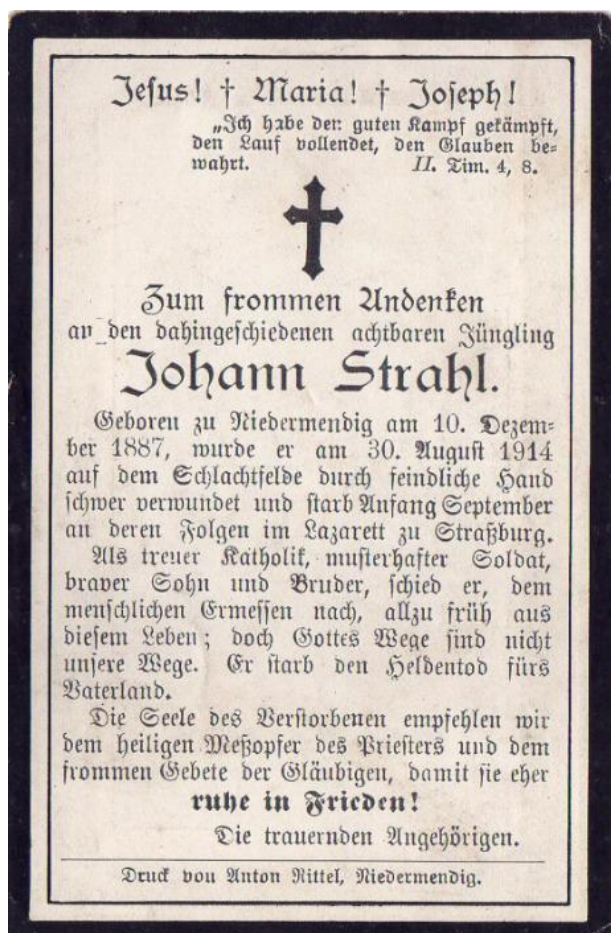 Jesus! † Maria! † Joseph!
„Ich habe den guten Kampf gekämpft,
den Lauf vollendet, den Glauben be=
wahrt. II. Tim. 4, 8.
Zum frommen Andenken
an den dahingeschiedenen achtbaren Jüngling
Johann Strahl.
Geboren zu Niedermendig am 10. Dezem=
ber 1887, wurde er am 30. August 1914
auf dem Schlachtfelde durch feindliche Hand
schwer verwundet und starb Anfang September
an deren Folgen im Lazarett zu Straßburg.
Als treuer Katholik, musterhafter Soldat,
braver Sohn und Bruder, schied er, dem
menschlichen Ermessen nach, allzu früh aus
diesem Leben; doch Gottes Wege sind nicht
unsere Wege. Er starb den Heldentod fürs
Vaterland.
Die Seele des Verstorbenen empfehlen wir
dem heiligen Meßopfer des Priesters und dem
frommen Gebete der Gläubigen, damit sie eher
ruhe in Frieden!
Die trauernden Angehörigen.
Druck von Anton Rittel, Niedermendig.